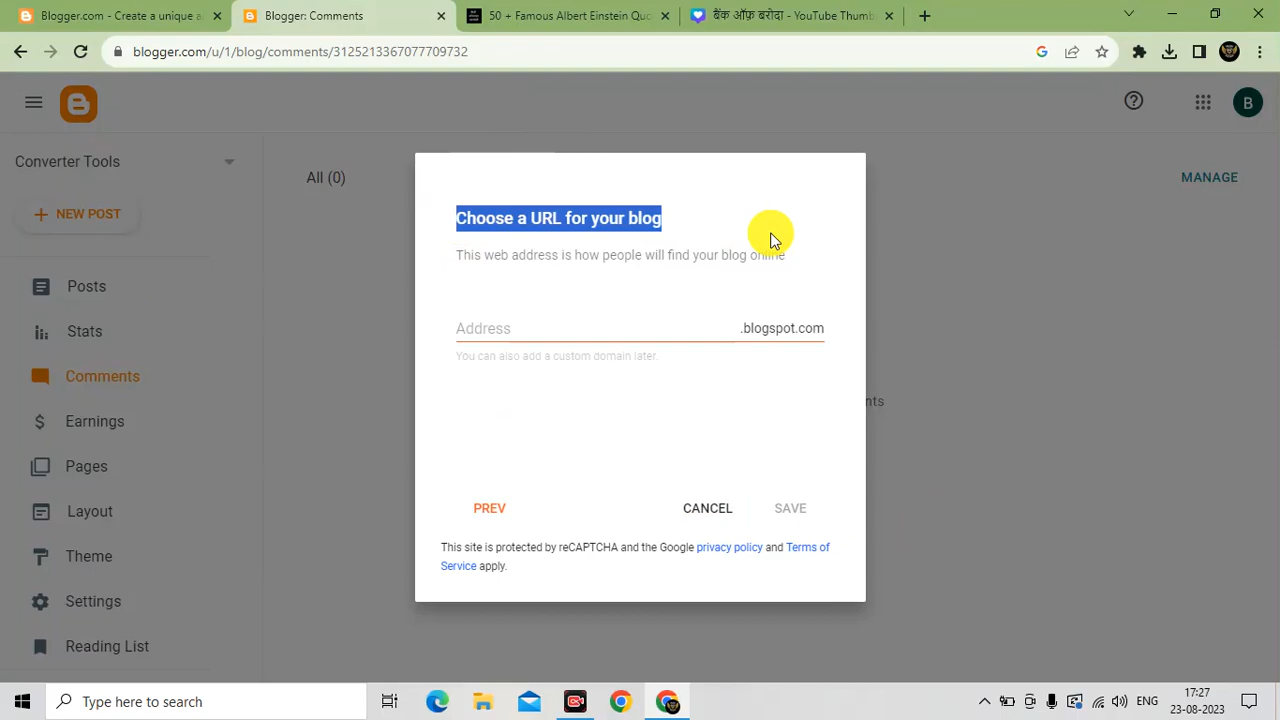 Blogger.com - Create a unique a
Blogger: Comments
50 + Famous Albert Einstein Quo
बैंक ऑफ़ बरोदा - YouTube Thumb
blogger.com/u/1/blog/comments/3125213367077709732
B
Converter Tools
All (0)
MANAGE
NEW POST
Posts
Stats
Comments
Earnings
Pages
Layout
Theme
Settings
Reading List
Choose a URL for your blog
This web address is how people will find your blog online
Address
.blogspot.com
You can also add a custom domain later.
nts
PREV
CANCEL
SAVE
This site is protected by reCAPTCHA and the Google privacy policy and Terms of
Service apply.
Type here to search
ENG
17:27
23-08-2023